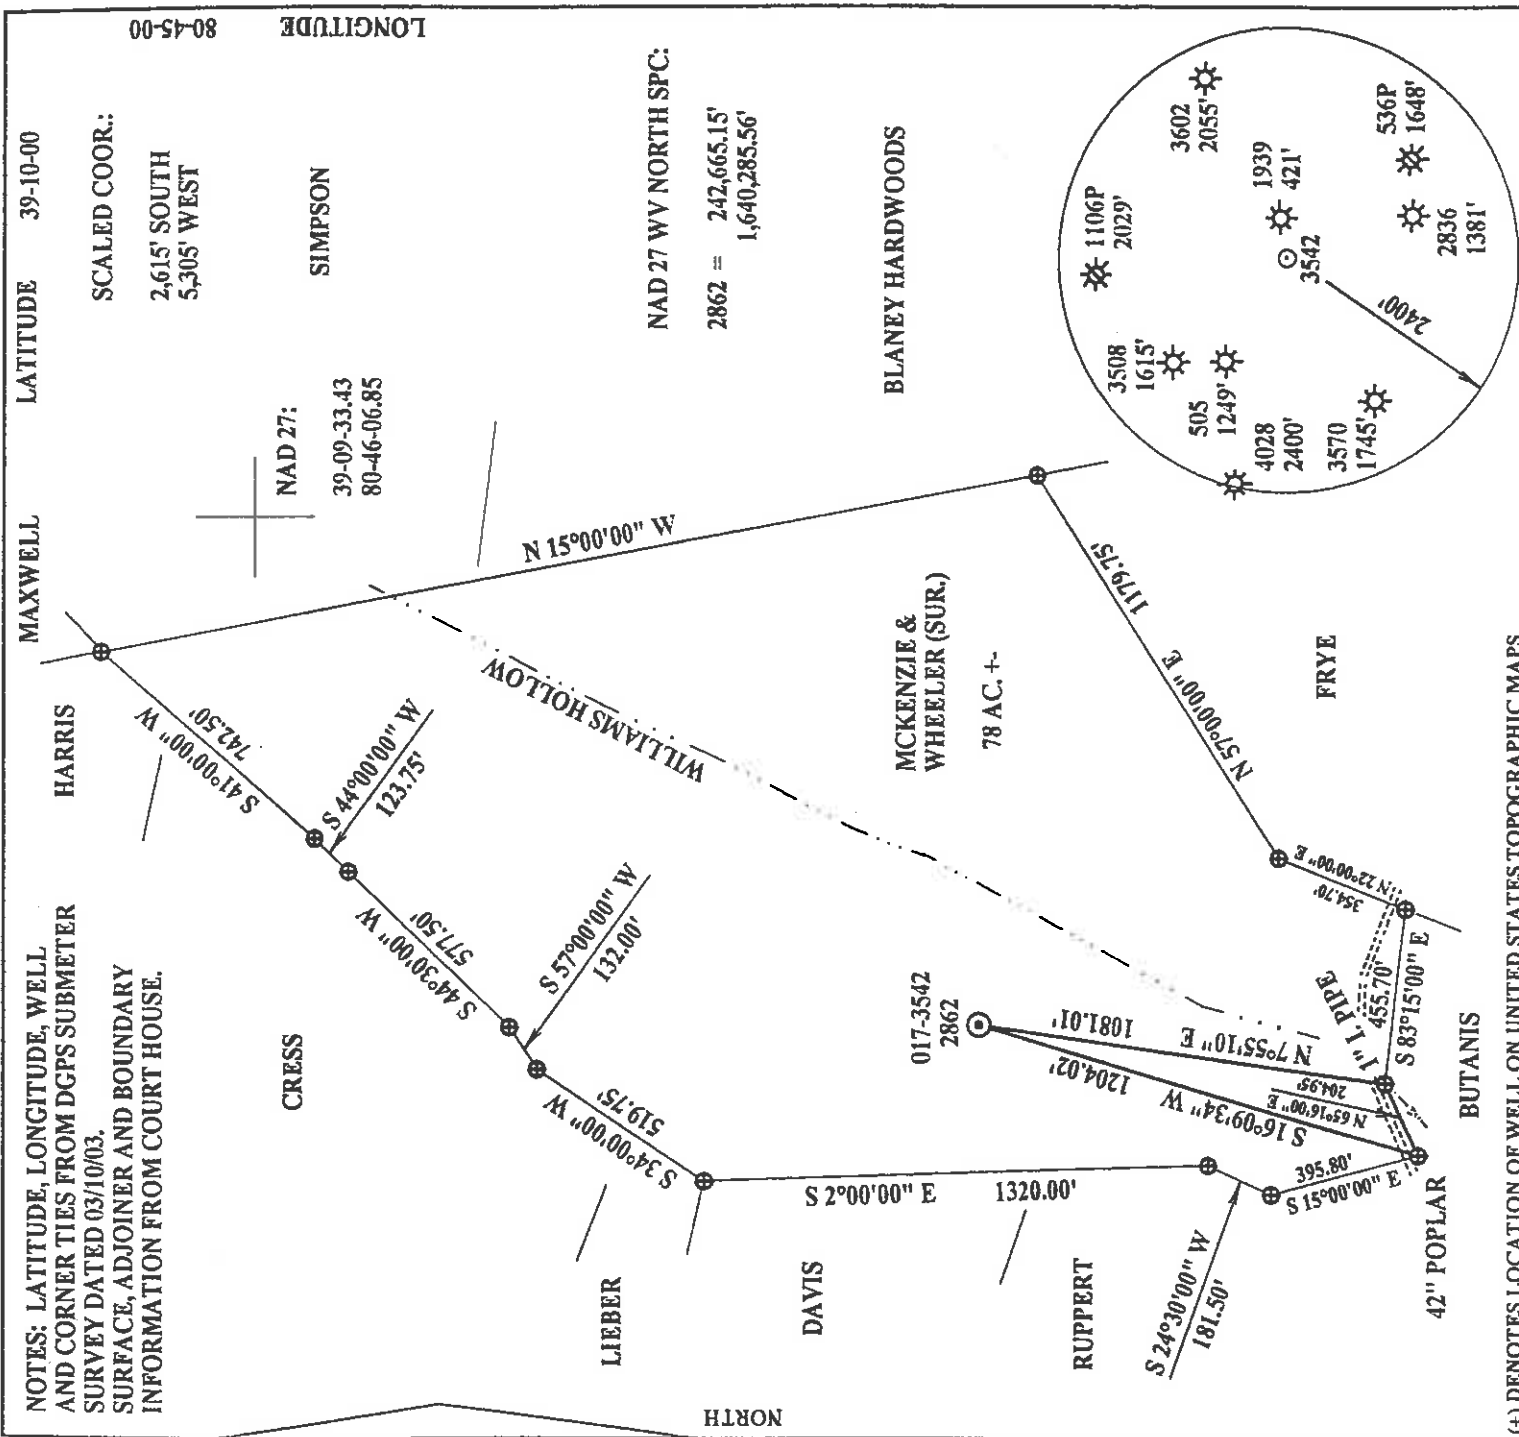 NOTES: LATITUDE, LONGITUDE, WELL
AND CORNER TIES FROM DGPS SUBMETER
SURVEY DATED 03/10/03.
SURFACE, ADJOINER AND BOUNDARY
INFORMATION FROM COURT HOUSE.
HARRIS
MAXWELL
LATITUDE 39-10-00
LONGITUDE 80-45-00
SCALED COOR.:
2,615' SOUTH
5,305' WEST
SIMPSON
NAD 27:
39-09-33.43
80-46-06.85
NAD 27 WV NORTH SPC:
2862 = 242,665.15'
1,640,285.56'
BLANEY HARDWOODS
CRESS
S 41°00'00" W
742.50'
S 44°00'00" W
123.75'
S 44°30'00" W
577.50'
S 57°00'00" W
132.00'
S 34°00'00" W
519.75'
N 15°00'00" W
WILLIAMS HOLLOW
LIEBER
DAVIS
S 2°00'00" E 1320.00'
RUPPERT
S 24°30'00" W
181.50'
395.80'
S 15°00'00" E
42" POPLAR
017-3542
2862
1204.02'
S 16°09'34" W
1081.01'
N 7°55'10" E
204.95'
N 65°16'00" E
1" I. PIPE
455.70'
S 83°15'00" E
BUTANIS
354.70'
N 22°00'00" E
MCKENZIE &
WHEELER (SUR.)
78 AC. +-
1179.75'
N 57°00'00" E
FRYE
NORTH
3602
2055'
1106P
2029'
1939
421'
536P
1648'
3508
1615'
505
1249'
3542
2836
1381'
4028
2400'
3570
1745'
2400'
(+) DENOTES LOCATION OF WELL ON UNITED STATES TOPOGRAPHIC MAPS